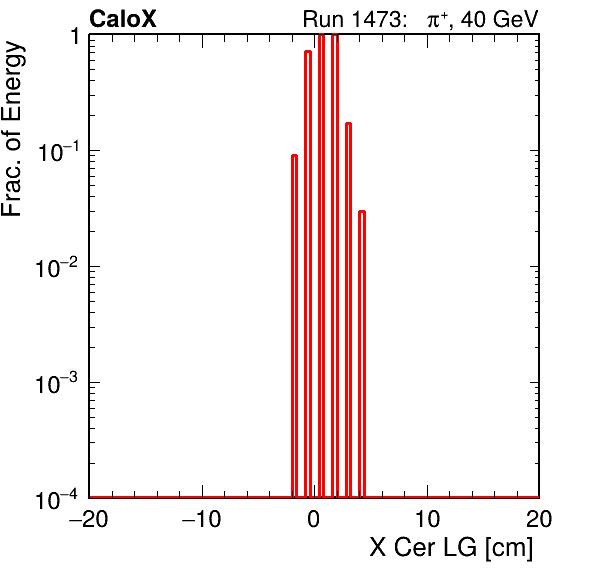 CaloX Run 1473: π⁺, 40 GeV
Frac. of Energy
1
10⁻¹
10⁻²
10⁻³
10⁻⁴
−20 −10 0 10 20
X Cer LG [cm]